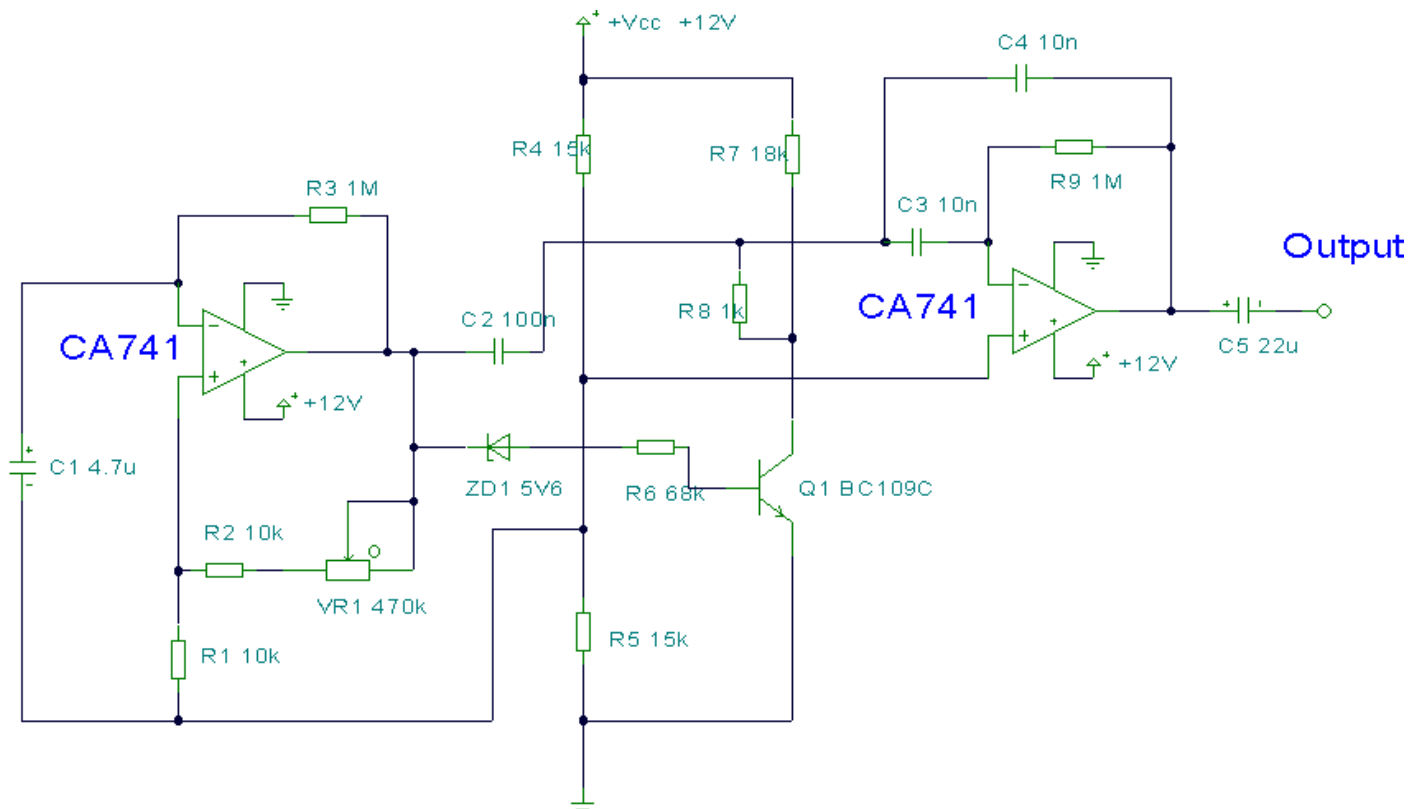 +Vcc +12V
C4 10n
R4 15k
R7 18k
R9 1M
R3 1M
C3 10n
Output
CA741
C2 100n
R8 1k
CA741
+12V
C5 22u
+12V
C1 4.7u
ZD1 5V6
R6 68k
Q1 BC109C
R2 10k
VR1 470k
R5 15k
R1 10k